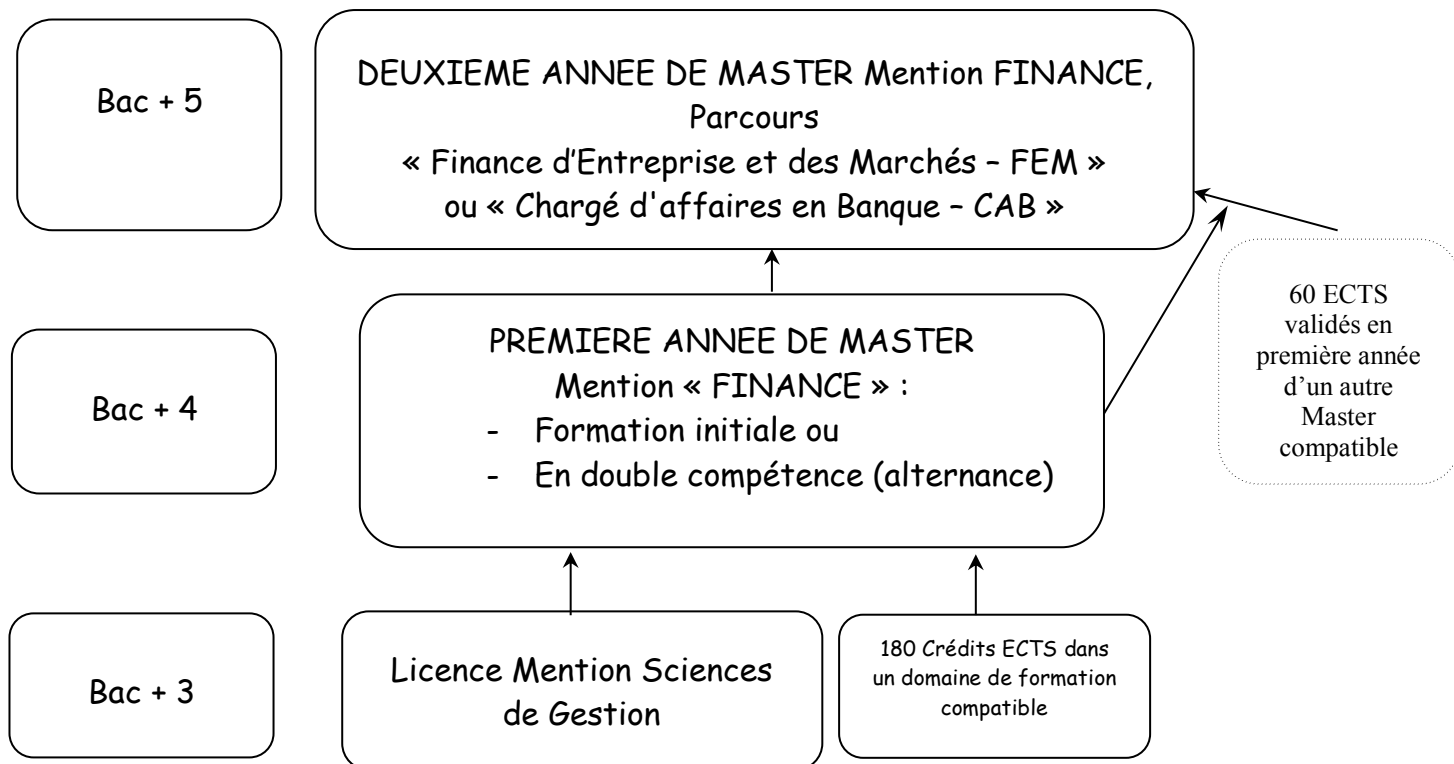 Bac + 5
DEUXIEME ANNEE DE MASTER Mention FINANCE,
Parcours
« Finance d’Entreprise et des Marchés – FEM »
ou « Chargé d'affaires en Banque – CAB »
60 ECTS
validés en
première année
d’un autre
Master
compatible
Bac + 4
PREMIERE ANNEE DE MASTER
Mention « FINANCE » :
- Formation initiale ou
- En double compétence (alternance)
Bac + 3
Licence Mention Sciences
de Gestion
180 Crédits ECTS dans
un domaine de formation
compatible